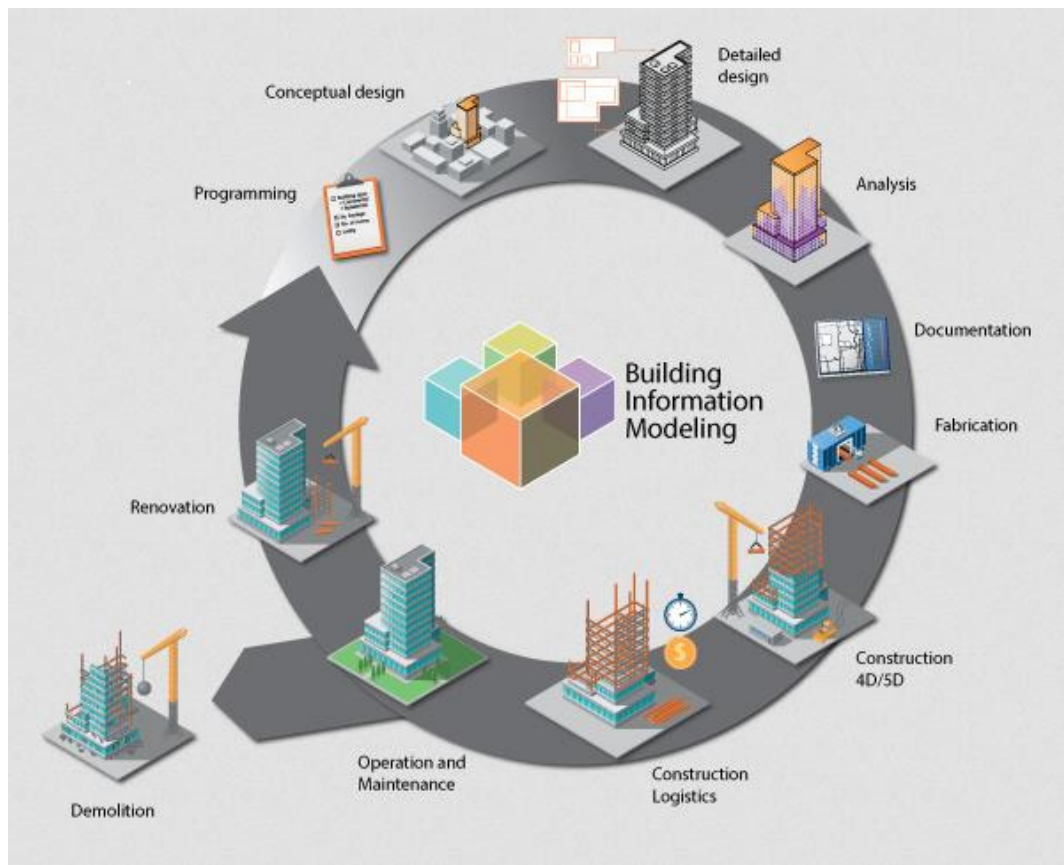 Conceptual design
Detailed
design
Programming
Analysis
Documentation
Building
Information
Modeling
Fabrication
Renovation
Construction
4D/5D
Operation and
Maintenance
Construction
Logistics
Demolition
$